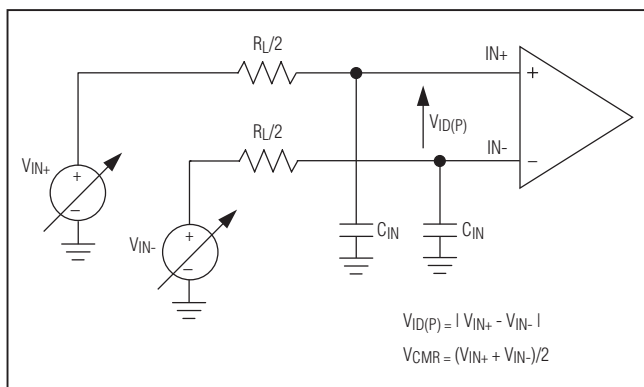 RL/2
IN+
+
RL/2
VID(P)
IN-
−
VIN+
+
−
VIN-
+
−
CIN
CIN
VID(P) = | VIN+ - VIN- |
VCMR = (VIN+ + VIN-)/2